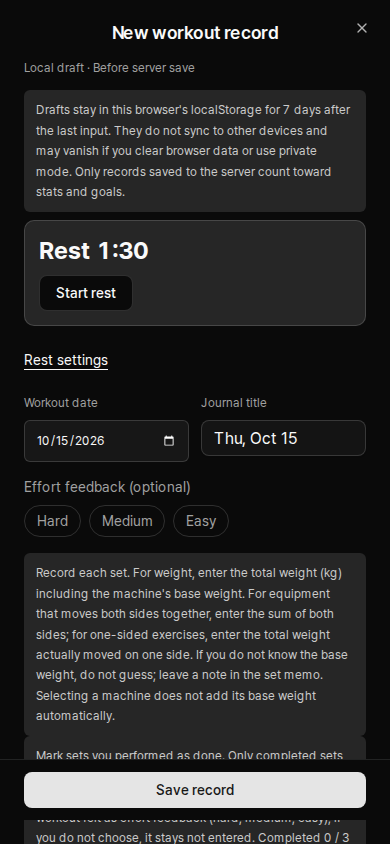 New workout record
Local draft · Before server save
Drafts stay in this browser's localStorage for 7 days after
the last input. They do not sync to other devices and
may vanish if you clear browser data or use private
mode. Only records saved to the server count toward
stats and goals.
Rest 1:30
Start rest
Rest settings
Workout date
Journal title
10/15/2026
Thu, Oct 15
Effort feedback (optional)
Hard
Medium
Easy
Record each set. For weight, enter the total weight (kg)
including the machine's base weight. For equipment
that moves both sides together, enter the sum of both
sides; for one-sided exercises, enter the total weight
actually moved on one side. If you do not know the base
weight, do not guess; leave a note in the set memo.
Selecting a machine does not add its base weight
automatically.
Mark sets you performed as done. Only completed sets
Save record
workout felt as effort feedback (hard, medium, easy); if
you do not choose, it stays not entered. Completed 0 / 3